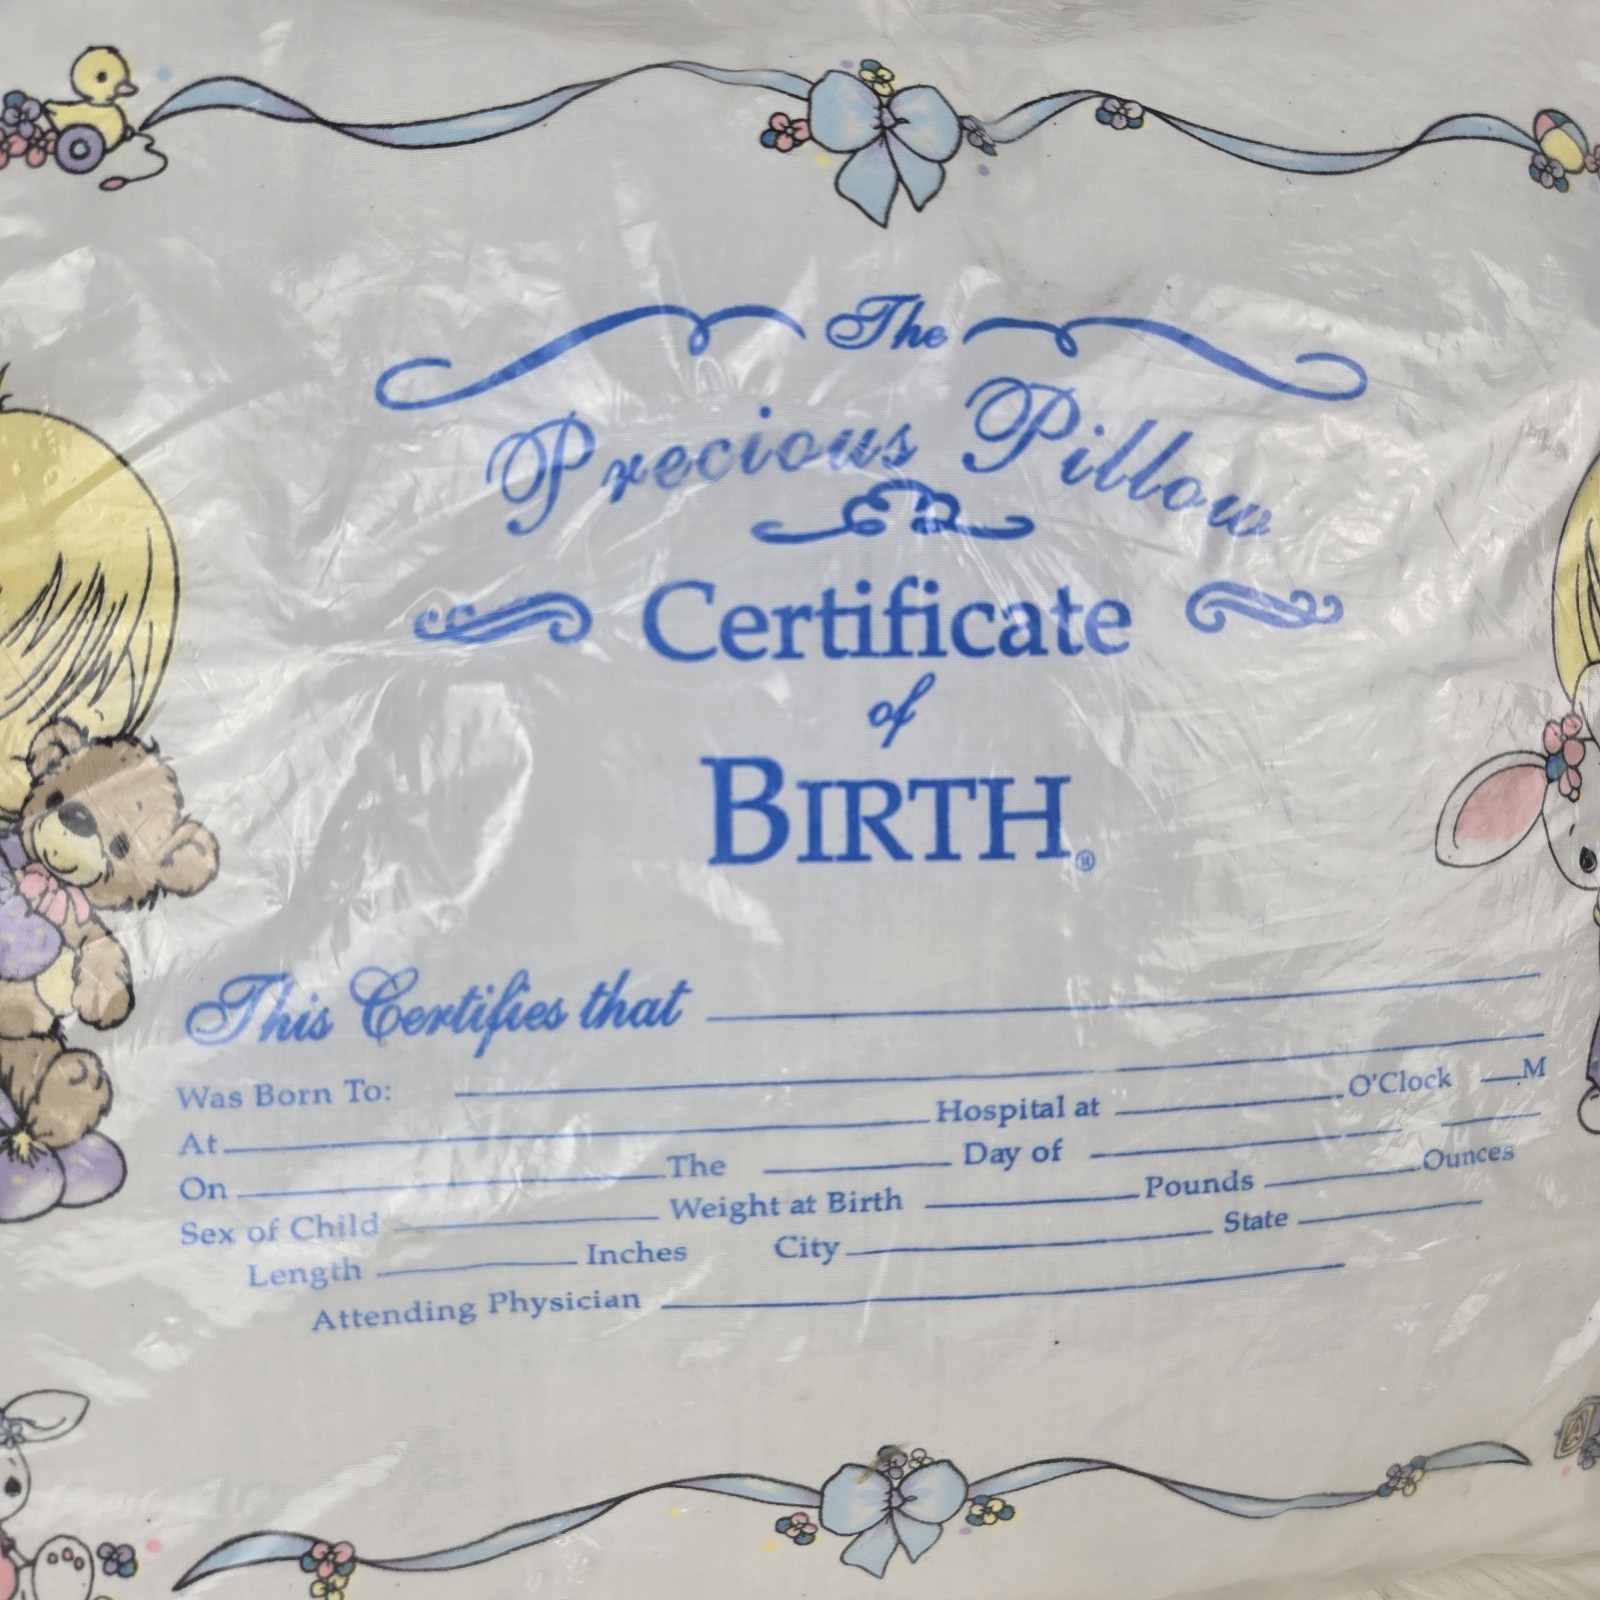 The
Precious Pillow
Certificate
of
BIRTH®
This Certifies that
Was Born To:
At Hospital at O'Clock M
On The Day of
Sex of Child Weight at Birth Pounds Ounces
Length Inches City State
Attending Physician
A